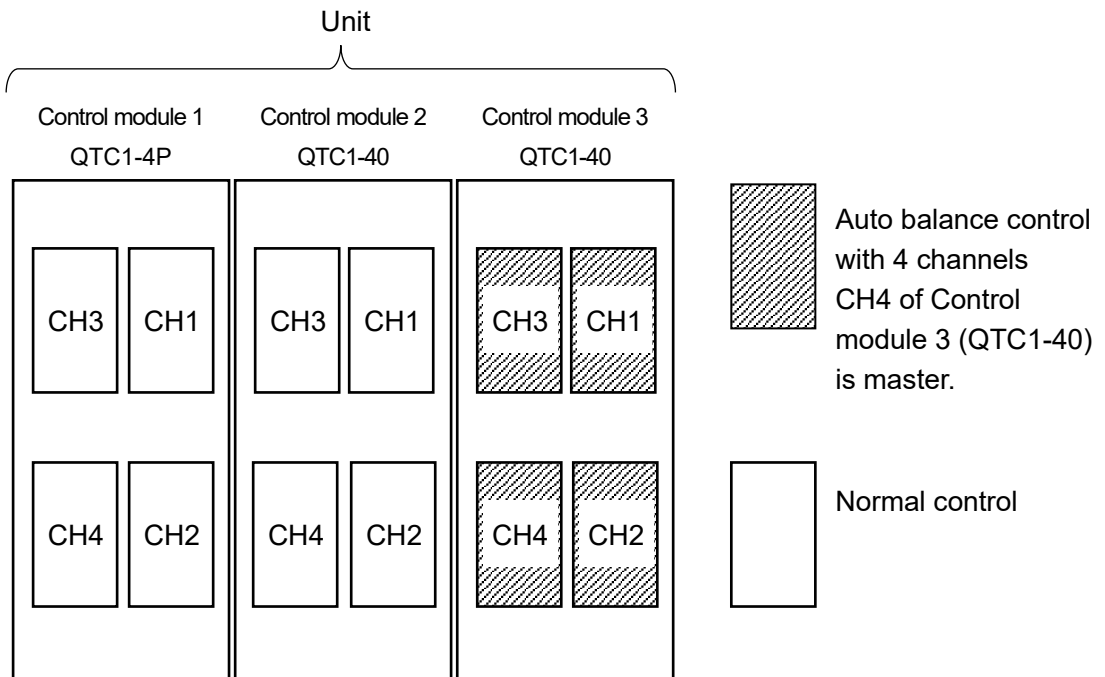 Unit
Control module 1
QTC1-4P
Control module 2
QTC1-40
Control module 3
QTC1-40
CH3
CH1
CH3
CH1
CH3
CH1
CH4
CH2
CH4
CH2
CH4
CH2
Auto balance control
with 4 channels
CH4 of Control
module 3 (QTC1-40)
is master.
Normal control